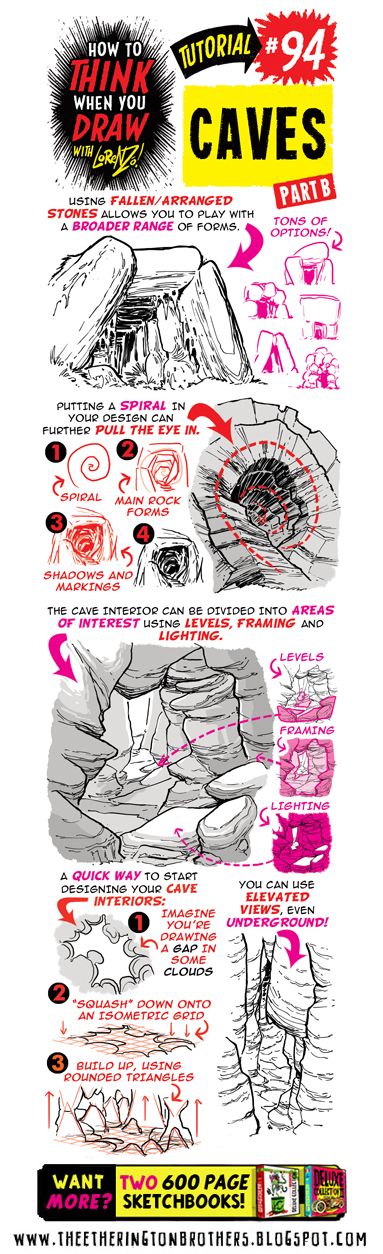 HOW TO
THINK
WHEN YOU
DRAW
WITH LORENZO!
TUTORIAL
#94
CAVES
PART B
USING FALLEN/ARRANGED
STONES ALLOWS YOU TO PLAY WITH
A BROADER RANGE OF FORMS.
TONS OF
OPTIONS!
PUTTING A SPIRAL IN
YOUR DESIGN CAN
FURTHER PULL THE EYE IN.
1
SPIRAL
2
MAIN ROCK
FORMS
3
SHADOWS AND
MARKINGS
4
THE CAVE INTERIOR CAN BE DIVIDED INTO AREAS
OF INTEREST USING LEVELS, FRAMING AND
LIGHTING.
LEVELS
FRAMING
LIGHTING
A QUICK WAY TO START
DESIGNING YOUR CAVE
INTERIORS:
1
IMAGINE
YOU'RE
DRAWING
A GAP IN
SOME
CLOUDS
2
"SQUASH" DOWN ONTO
AN ISOMETRIC GRID
3
BUILD UP, USING
ROUNDED TRIANGLES
YOU CAN USE
ELEVATED
VIEWS, EVEN
UNDERGROUND!
WANT
MORE?
TWO 600 PAGE
SKETCHBOOKS!
DELUXE
WWW.THEETHERINGTONBROTHERS.BLOGSPOT.COM